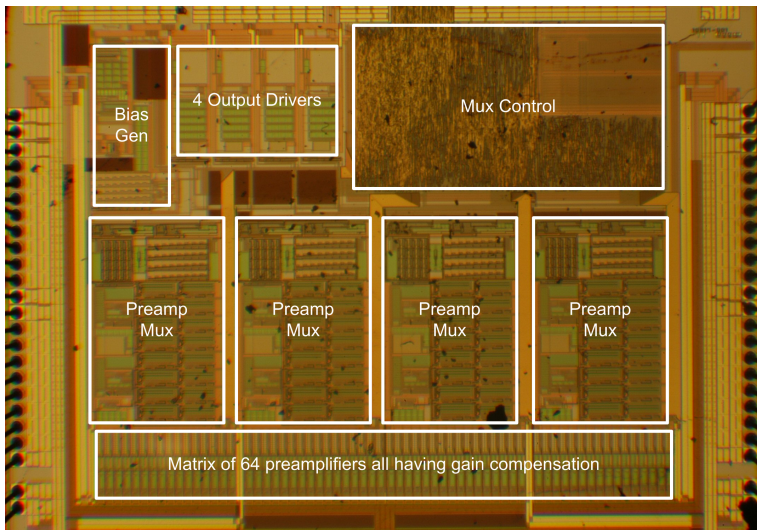 Bias
Gen
4 Output Drivers
Mux Control
Preamp
Mux
Preamp
Mux
Preamp
Mux
Preamp
Mux
Matrix of 64 preamplifiers all having gain compensation